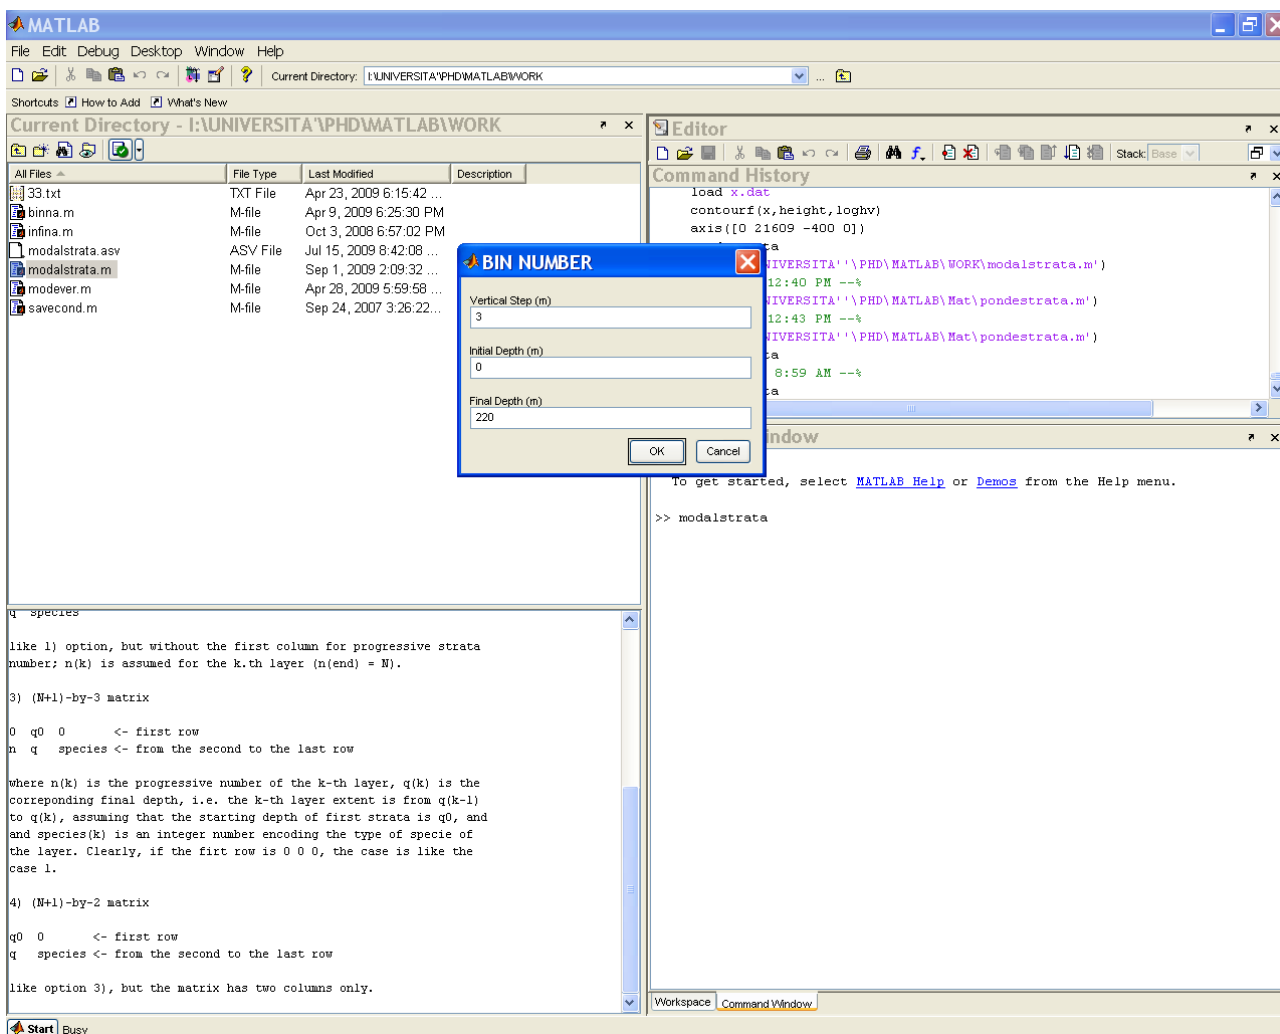 MATLAB
File Edit Debug Desktop Window Help
Current Directory: I:\UNIVERSITA'\PHD\MATLAB\WORK
Shortcuts How to Add What's New
Current Directory - I:\UNIVERSITA'\PHD\MATLAB\WORK
All Files File Type Last Modified Description
33.txt TXT File Apr 23, 2009 6:15:42 ...
binna.m M-file Apr 9, 2009 6:25:30 PM
infina.m M-file Oct 3, 2008 6:57:02 PM
modalstrata.asv ASV File Jul 15, 2009 8:42:08 ...
modalstrata.m M-file Sep 1, 2009 2:09:32 ...
modever.m M-file Apr 28, 2009 5:59:58 ...
savecond.m M-file Sep 24, 2007 3:26:22...
q species
like 1) option, but without the first column for progressive strata
number; n(k) is assumed for the k.th layer (n(end) = N).
3) (N+1)-by-3 matrix
0 q0 0 <- first row
n q species <- from the second to the last row
where n(k) is the progressive number of the k-th layer, q(k) is the
correponding final depth, i.e. the k-th layer extent is from q(k-1)
to q(k), assuming that the starting depth of first strata is q0, and
and species(k) is an integer number encoding the type of specie of
the layer. Clearly, if the firt row is 0 0 0, the case is like the
case 1.
4) (N+1)-by-2 matrix
q0 0 <- first row
q species <- from the second to the last row
like option 3), but the matrix has two columns only.
Start Busy
BIN NUMBER
Vertical Step (m)
3
Initial Depth (m)
0
Final Depth (m)
220
OK Cancel
Editor
Stack: Base
Command History
load x.dat
contourf(x,height,loghv)
axis([0 21609 -400 0])
ta
IVERSITA''\PHD\MATLAB\WORK\modalstrata.m')
12:40 PM --%
IVERSITA''\PHD\MATLAB\Mat\pondestrata.m')
12:43 PM --%
IVERSITA''\PHD\MATLAB\Mat\pondestrata.m')
ta
8:59 AM --%
ta
indow
To get started, select MATLAB Help or Demos from the Help menu.
>> modalstrata
Workspace Command Window